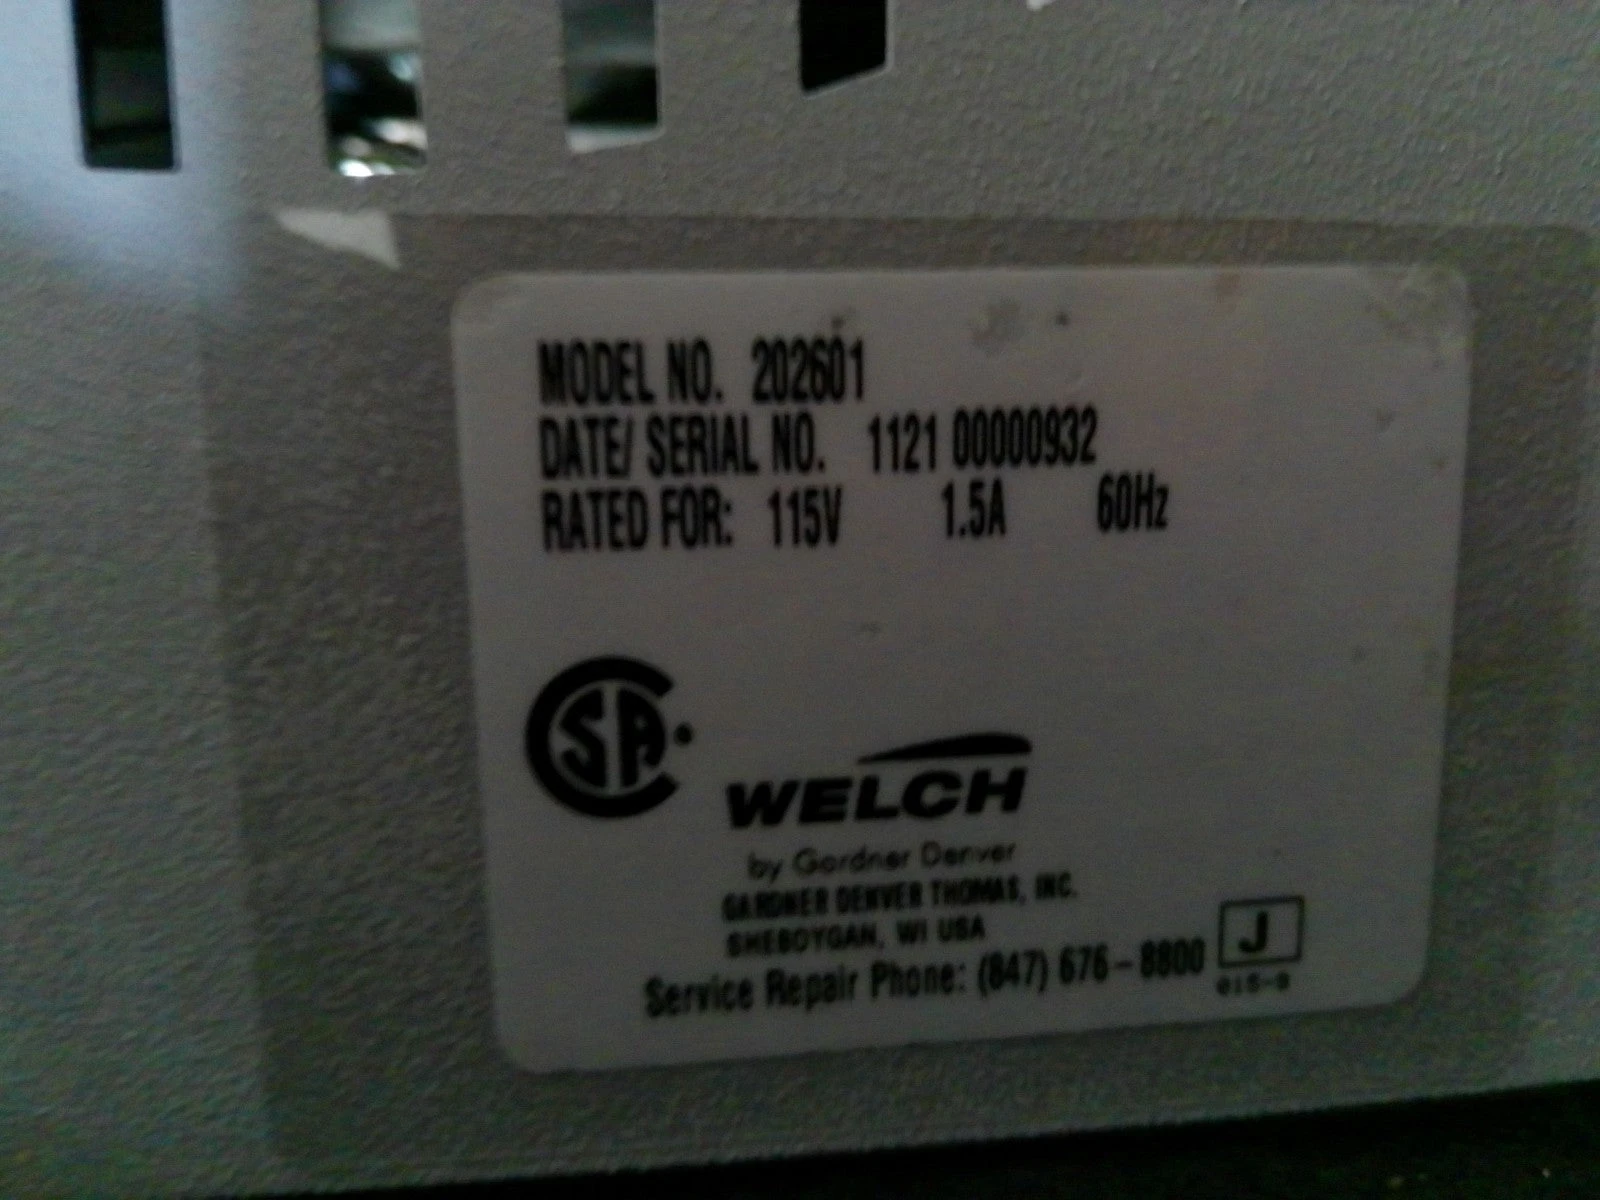 MODEL NO. 202601
DATE/ SERIAL NO. 1121 00000932
RATED FOR: 115V 1.5A 60Hz
CSA
WELCH
by Gardner Denver
GARDNER DENVER THOMAS, INC.
SHEBOYGAN, WI USA
Service Repair Phone: (847) 676-8800
J